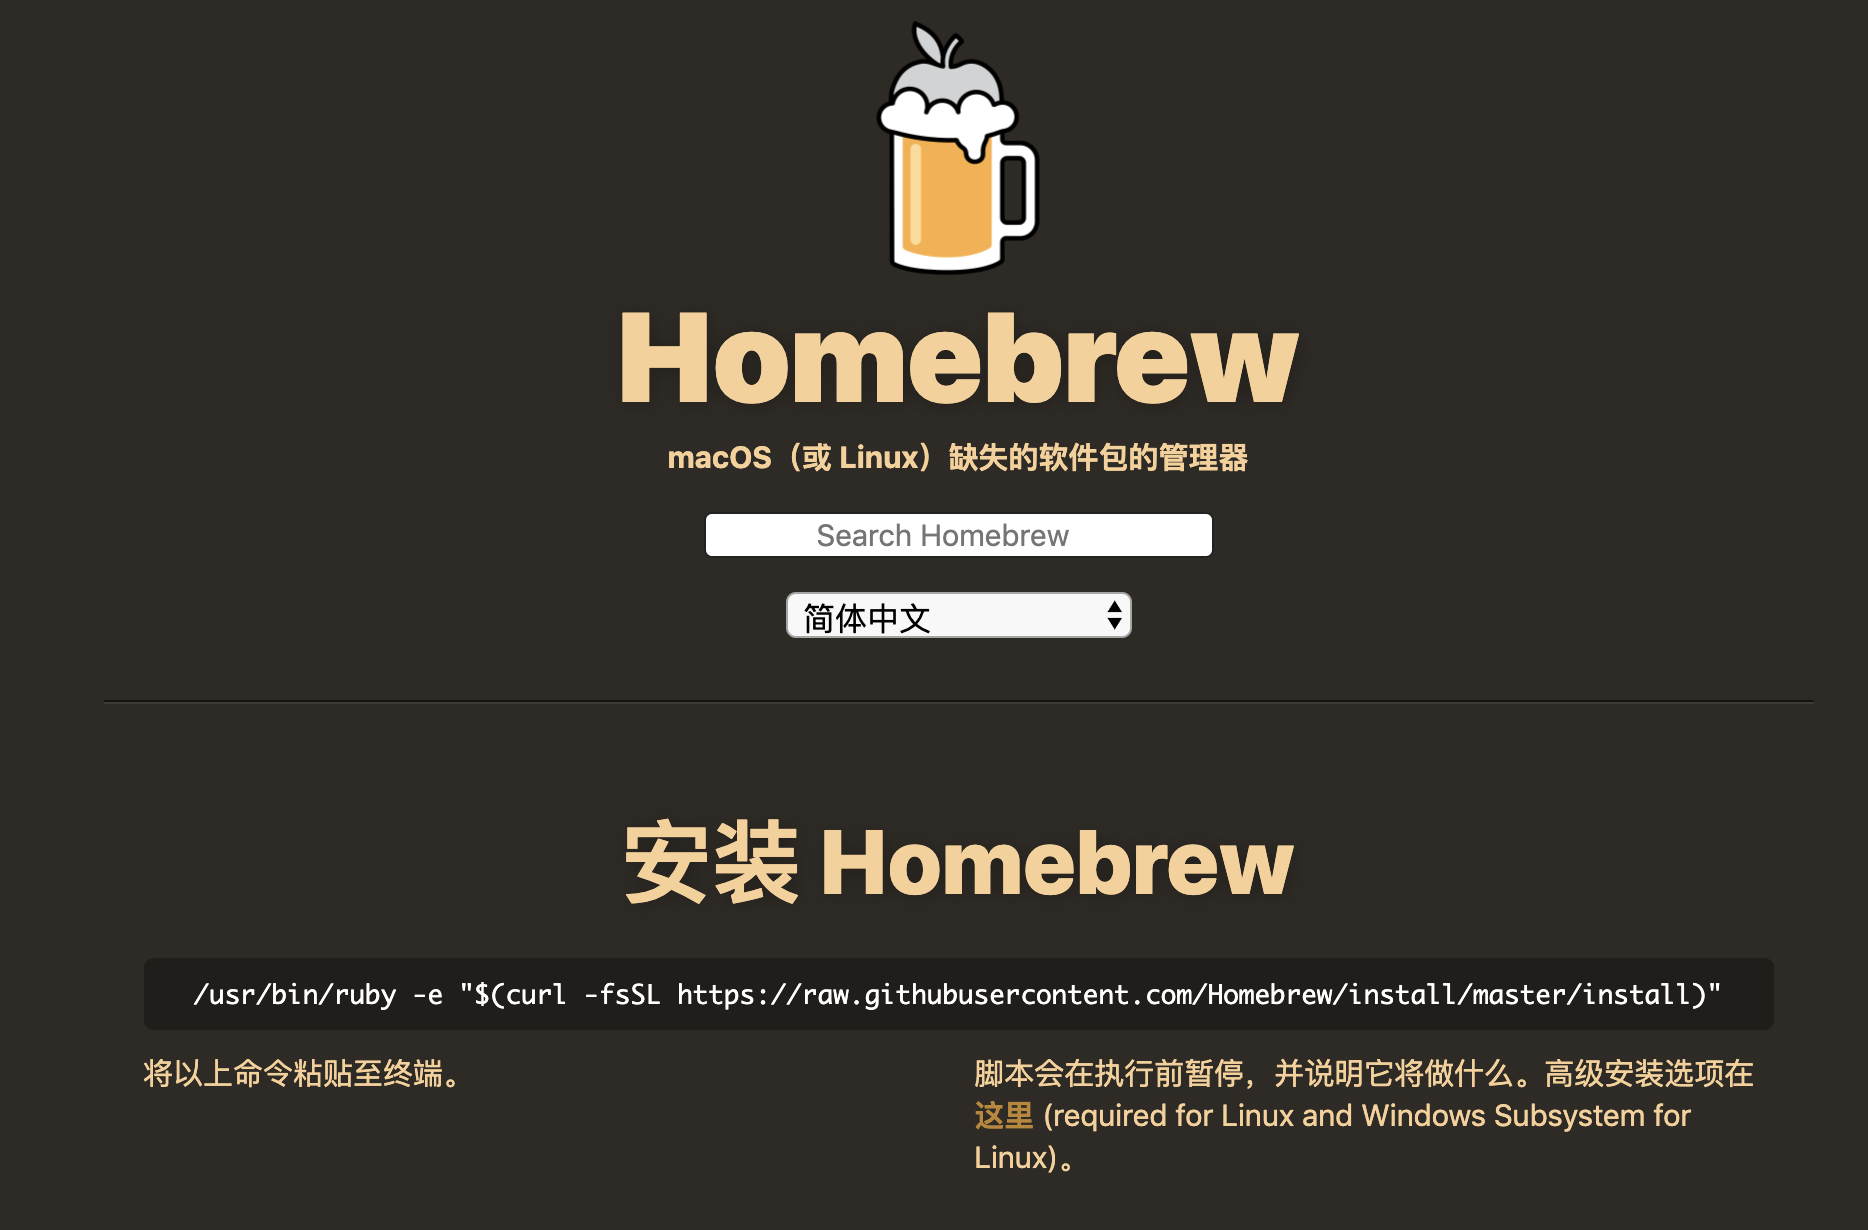 Homebrew
macOS（或 Linux）缺失的软件包的管理器
Search Homebrew
简体中文
安装 Homebrew
/usr/bin/ruby -e "$(curl -fsSL https://raw.githubusercontent.com/Homebrew/install/master/install)"
将以上命令粘贴至终端。
脚本会在执行前暂停，并说明它将做什么。高级安装选项在
这里 (required for Linux and Windows Subsystem for
Linux)。